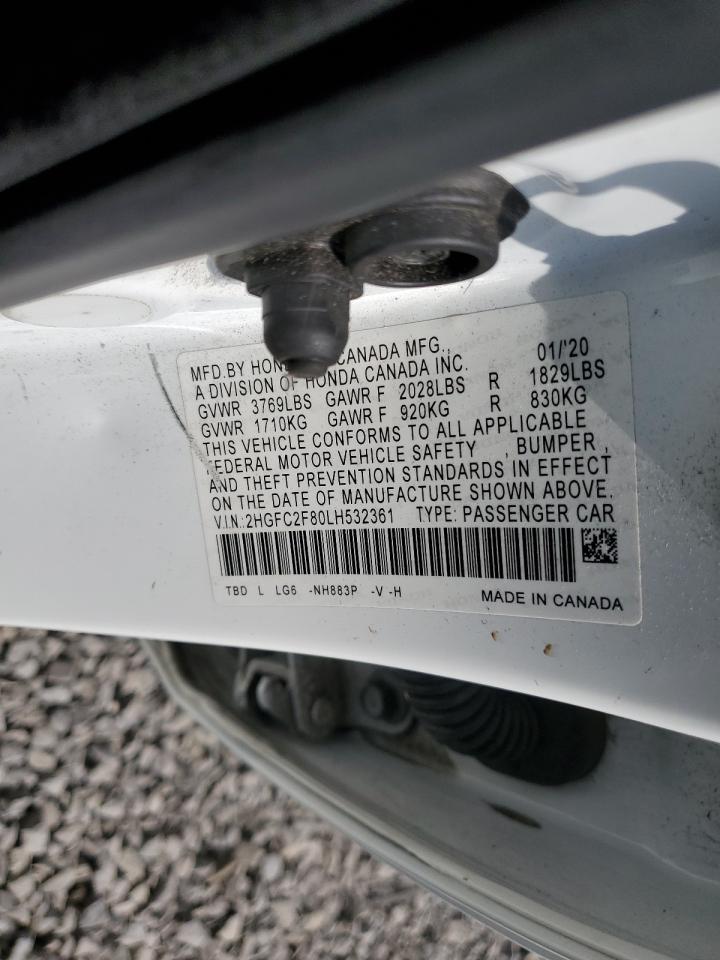 MFD.BY CANADA MFG., 01/'20
A DIVISION OF HONDA CANADA INC.
GVWR 3769LBS GAWR F 2028LBS R 1829LBS
GVWR 1710KG GAWR F 920KG R 830KG
THIS VEHICLE CONFORMS TO ALL APPLICABLE
FEDERAL MOTOR VEHICLE SAFETY , BUMPER ,
AND THEFT PREVENTION STANDARDS IN EFFECT
ON THE DATE OF MANUFACTURE SHOWN ABOVE.
V.I.N.:2HGFC2F80LH532361 TYPE: PASSENGER CAR
TBD L LG6 -NH883P -V -H MADE IN CANADA